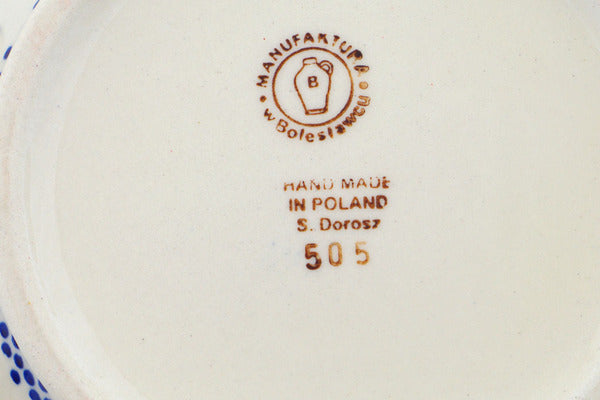 MANUFAKTURA
B
• w Bolesławcu •
HAND MADE
IN POLAND
S. Dorosz
505